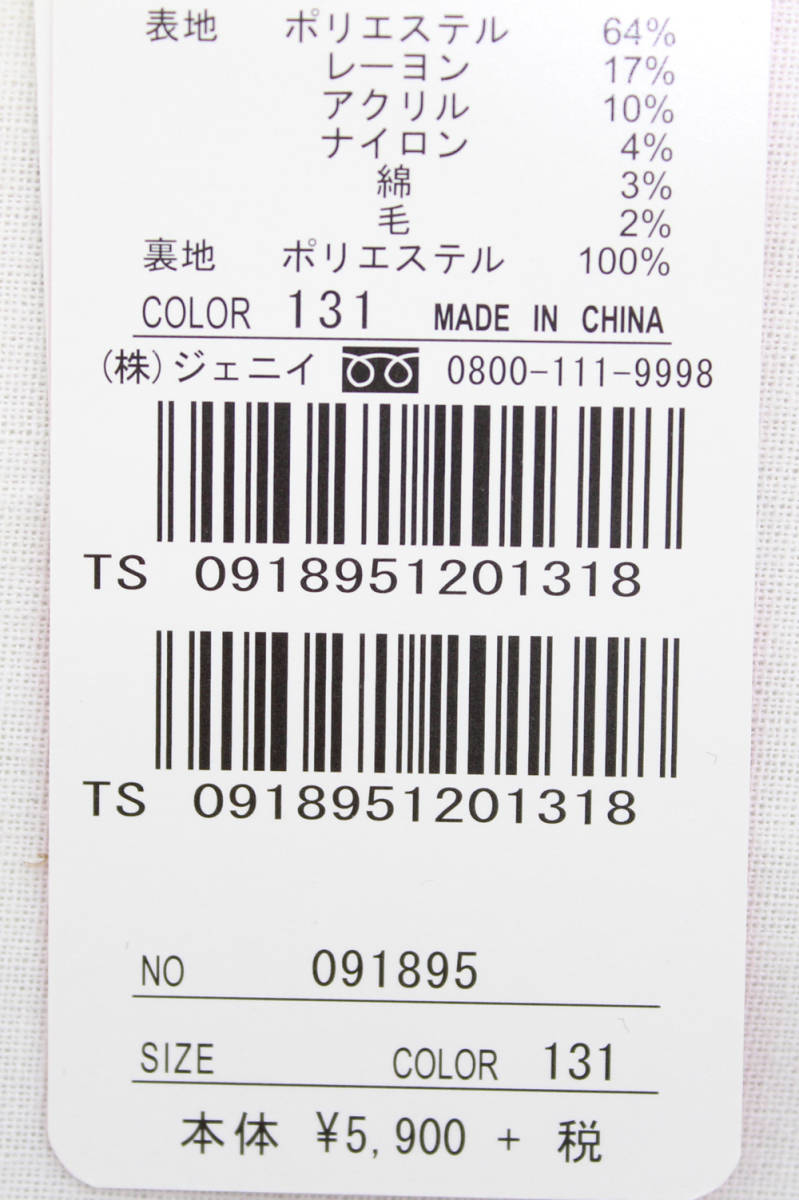 表地 ポリエステル 64%
レーヨン 17%
アクリル 10%
ナイロン 4%
綿 3%
毛 2%
裏地 ポリエステル 100%
COLOR 131 MADE IN CHINA
(株)ジェニイ 0800-111-9998
TS 0918951201318
TS 0918951201318
NO 091895
SIZE COLOR 131
本体 ¥5,900 + 税